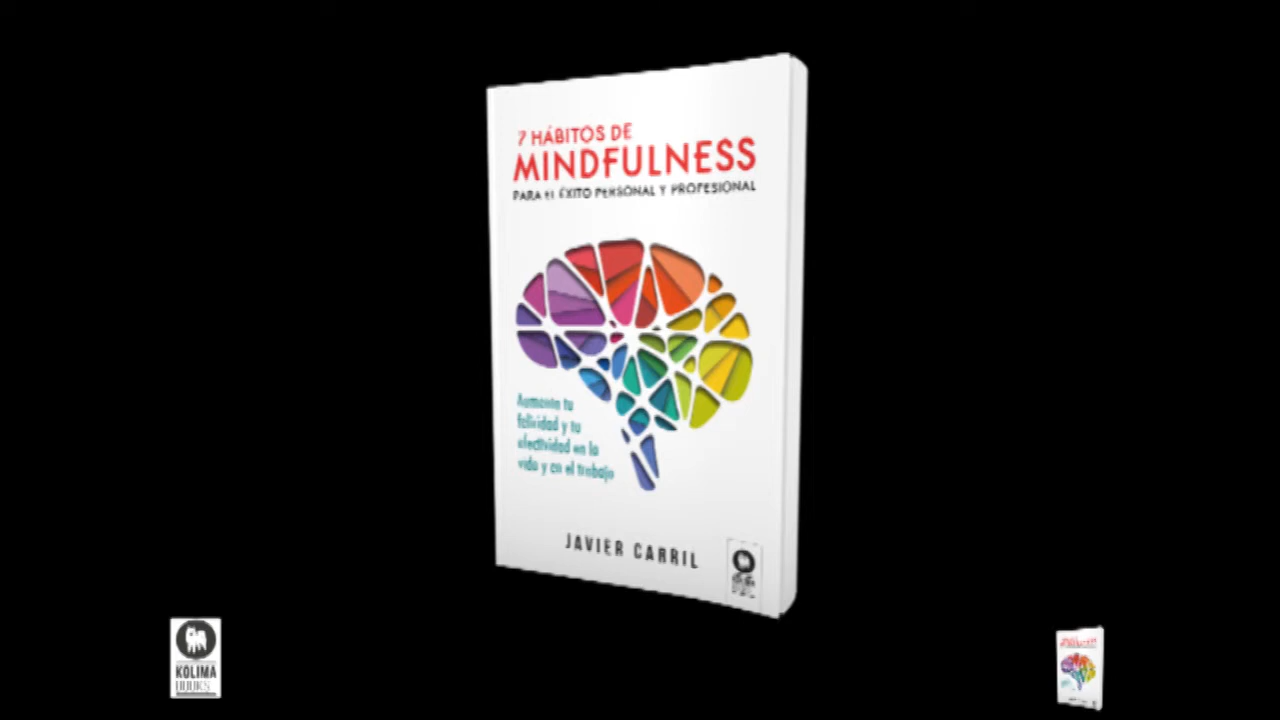 7 HÁBITOS DE
MINDFULNESS
PARA EL ÉXITO PERSONAL Y PROFESIONAL
Aumenta tu
felicidad y tu
efectividad en la
vida y en el trabajo
JAVIER CARRIL
KOLIMA
BOOKS